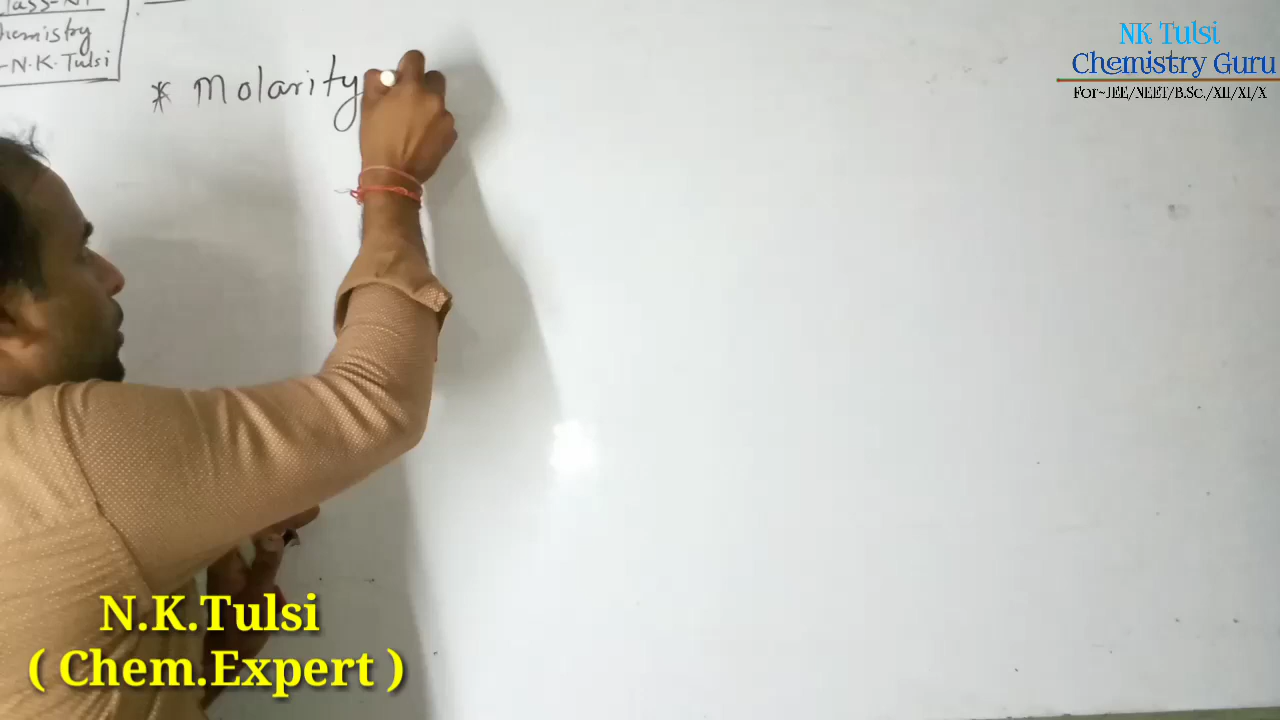 Chemistry
-N.K.Tulsi
* Molarity
NK Tulsi
Chemistry Guru
For~JEE/NEET/B.Sc./XII/XI/X
N.K.Tulsi
( Chem.Expert )